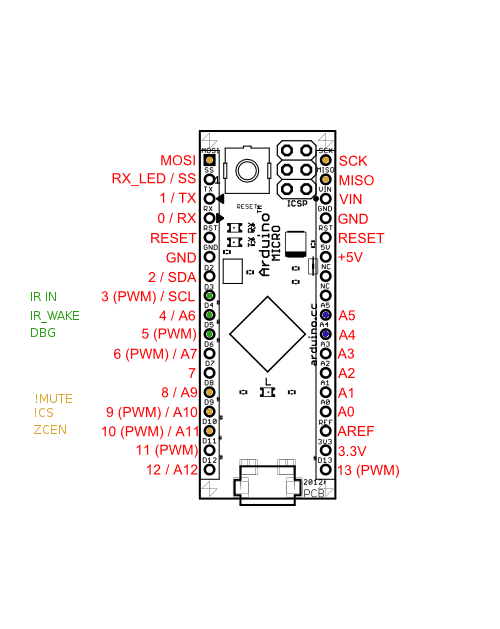 MOSI SCK
MOSI SCK
RX_LED / SS MISO
SS 1 MISO
1 / TX VIN
TX VIN
ICSP
0 / RX GND
RX RESET GND
RESET RESET
RST TX RX RST
GND +5V
GND 5V
Arduino™
MICRO
2 / SDA
D2 NC
IR IN 3 (PWM) / SCL
D3 NC
IR_WAKE 4 / A6 A5
D4 A5
DBG 5 (PWM) A4
D5 A4
arduino.cc
6 (PWM) / A7 A3
D6 A3
7 A2
D7 A2
!MUTE 8 / A9 A1
D8 L A1
!CS 9 (PWM) / A10 A0
D9 A0
ZCEN 10 (PWM) / A11 AREF
D10 REF
11 (PWM) 3.3V
D11 3V3
12 / A12 13 (PWM)
D12 D13
2012
PCB